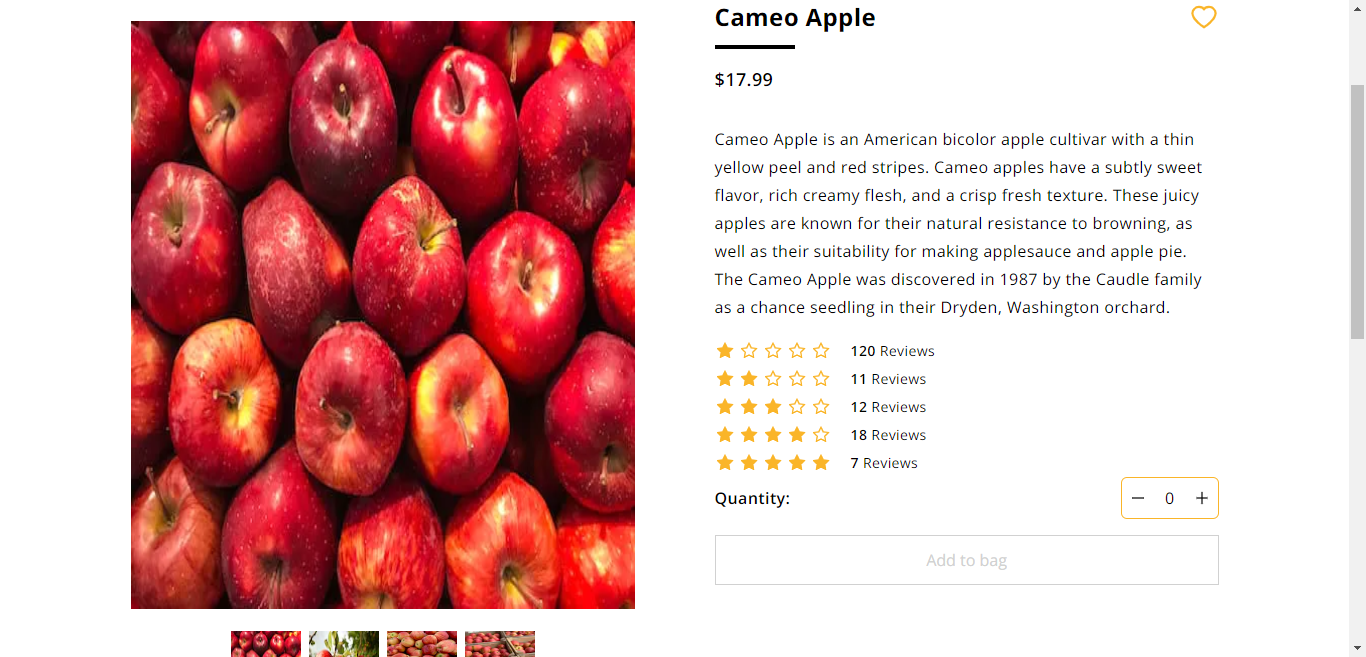 Cameo Apple
$17.99
Cameo Apple is an American bicolor apple cultivar with a thin
yellow peel and red stripes. Cameo apples have a subtly sweet
flavor, rich creamy flesh, and a crisp fresh texture. These juicy
apples are known for their natural resistance to browning, as
well as their suitability for making applesauce and apple pie.
The Cameo Apple was discovered in 1987 by the Caudle family
as a chance seedling in their Dryden, Washington orchard.
120 Reviews
11 Reviews
12 Reviews
18 Reviews
7 Reviews
Quantity: − 0 +
Add to bag